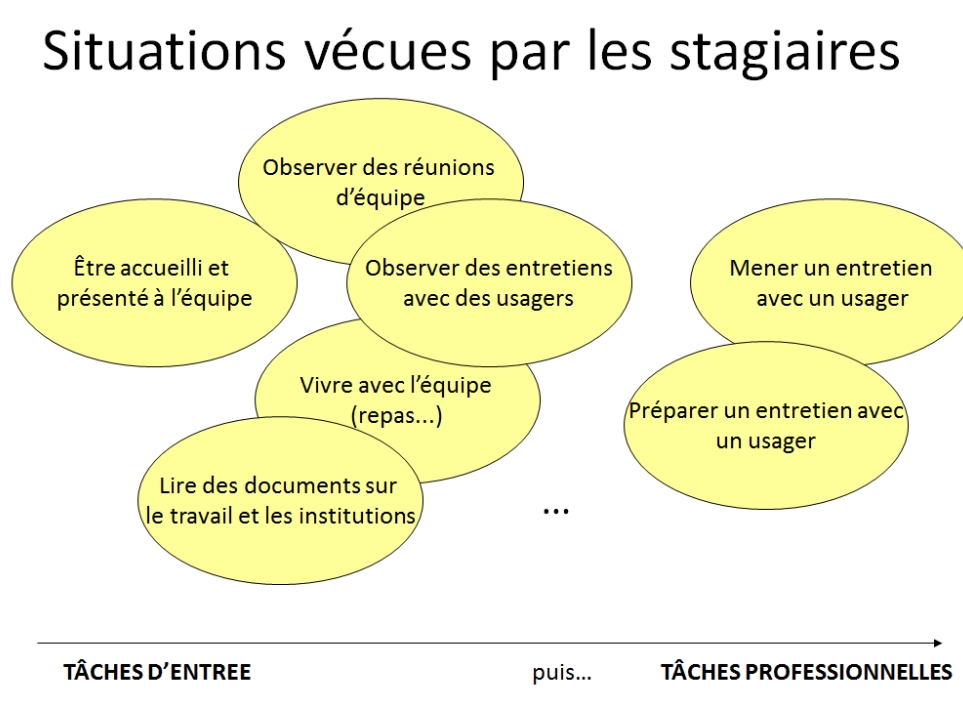 Situations vécues par les stagiaires
Observer des réunions
d’équipe
Être accueilli et
présenté à l’équipe
Observer des entretiens
avec des usagers
Mener un entretien
avec un usager
Vivre avec l’équipe
(repas...)
Préparer un entretien avec
un usager
Lire des documents sur
le travail et les institutions
...
TÂCHES D’ENTREE
puis...
TÂCHES PROFESSIONNELLES